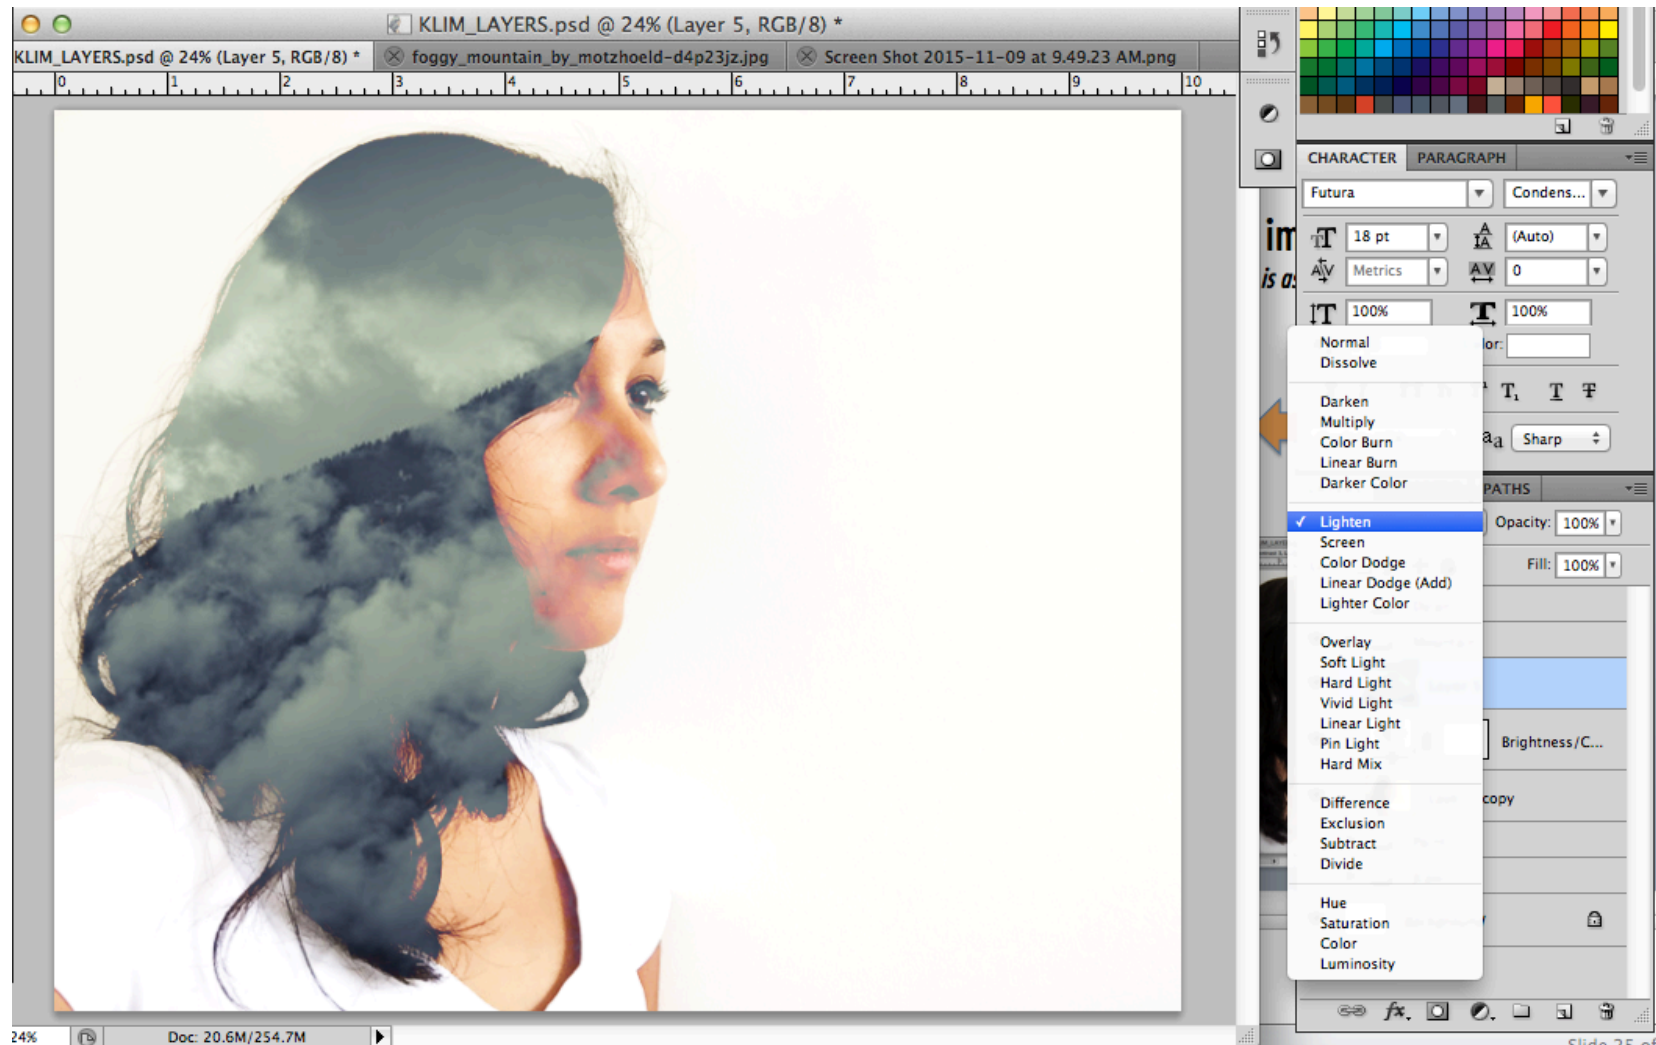 KLIM_LAYERS.psd @ 24% (Layer 5, RGB/8) *
KLIM_LAYERS.psd @ 24% (Layer 5, RGB/8) *
foggy_mountain_by_motzhoeld-d4p23jz.jpg
Screen Shot 2015-11-09 at 9.49.23 AM.png
0 1 2 3 4 5 6 7 8 9 10
CHARACTER PARAGRAPH
Futura Condens...
im
18 pt (Auto)
is as
Metrics 0
100% 100%
Normal
lor:
Dissolve
Darken
Multiply
Color Burn
Sharp
Linear Burn
Darker Color
PATHS
✓ Lighten
Opacity: 100%
Screen
Color Dodge
Fill: 100%
Linear Dodge (Add)
Lighter Color
Overlay
Soft Light
Hard Light
Vivid Light
Linear Light
Pin Light
Brightness/C...
Hard Mix
Difference
copy
Exclusion
Subtract
Divide
Hue
Saturation
Color
Luminosity
fx
24% Doc: 20.6M/254.7M